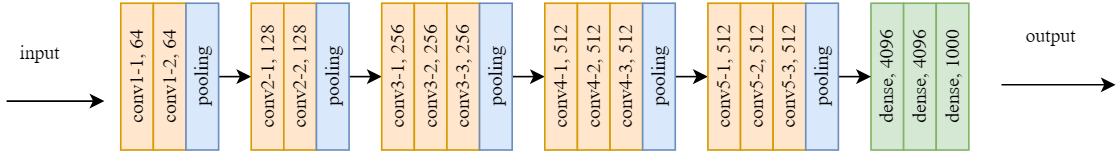 input
conv1-1, 64
conv1-2, 64
pooling
conv2-1, 128
conv2-2, 128
pooling
conv3-1, 256
conv3-2, 256
conv3-3, 256
pooling
conv4-1, 512
conv4-2, 512
conv4-3, 512
pooling
conv5-1, 512
conv5-2, 512
conv5-3, 512
pooling
dense, 4096
dense, 4096
dense, 1000
output